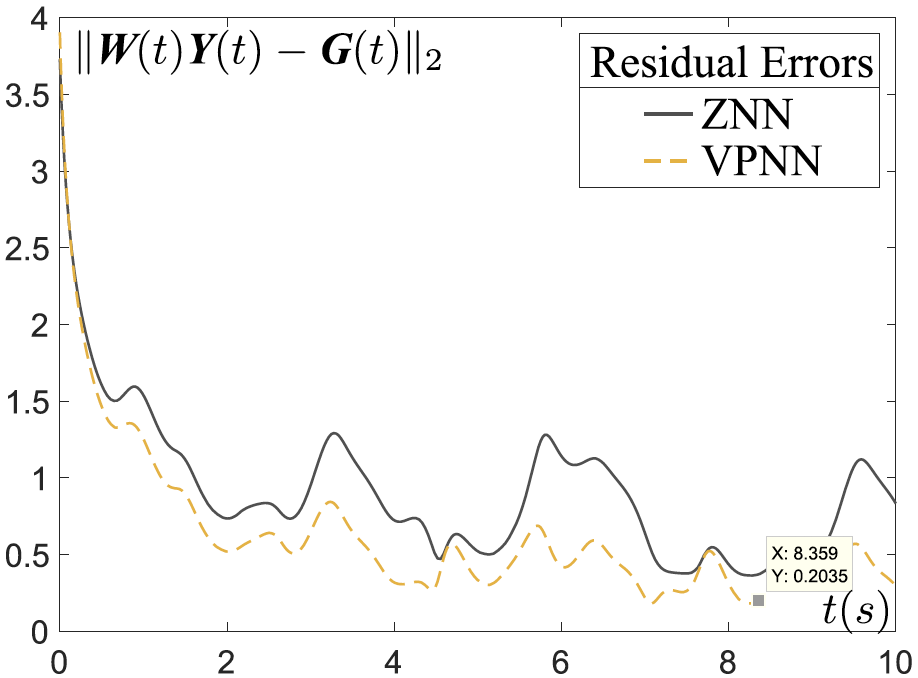 4
‖W(t)Y(t) − G(t)‖₂
Residual Errors
ZNN
VPNN
3.5
3
2.5
2
1.5
1
0.5
0
X: 8.359
Y: 0.2035
t(s)
0 2 4 6 8 10